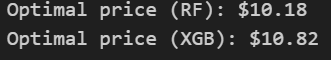 Optimal price (RF): $10.18
Optimal price (XGB): $10.82